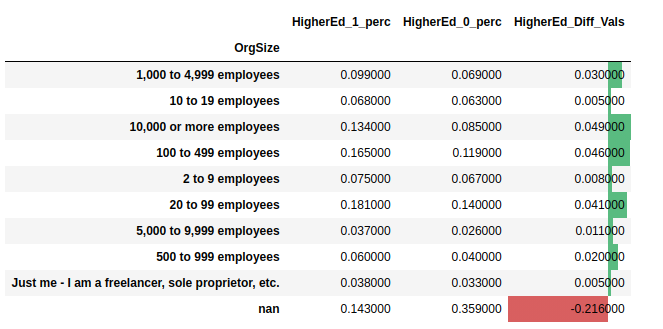 HigherEd_1_perc HigherEd_0_perc HigherEd_Diff_Vals
OrgSize
1,000 to 4,999 employees 0.099000 0.069000 0.030000
10 to 19 employees 0.068000 0.063000 0.005000
10,000 or more employees 0.134000 0.085000 0.049000
100 to 499 employees 0.165000 0.119000 0.046000
2 to 9 employees 0.075000 0.067000 0.008000
20 to 99 employees 0.181000 0.140000 0.041000
5,000 to 9,999 employees 0.037000 0.026000 0.011000
500 to 999 employees 0.060000 0.040000 0.020000
Just me - I am a freelancer, sole proprietor, etc. 0.038000 0.033000 0.005000
nan 0.143000 0.359000 -0.216000